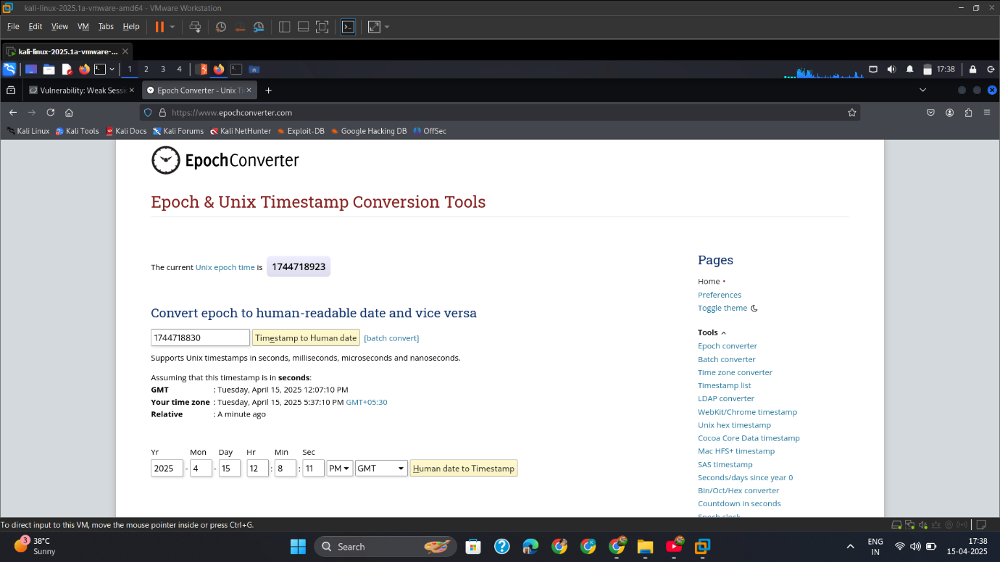 kali-linux-2025.1a-vmware-amd64 - VMware Workstation
File Edit View VM Tabs Help
kali-linux-2025.1a-vmware-...
1 2 3 4 17:38
Vulnerability: Weak Sessi
Epoch Converter - Unix Ti
https://www.epochconverter.com
Kali Linux Kali Tools Kali Docs Kali Forums Kali NetHunter Exploit-DB Google Hacking DB OffSec
EpochConverter
Epoch & Unix Timestamp Conversion Tools
The current Unix epoch time is 1744718923
Convert epoch to human-readable date and vice versa
1744718830 Timestamp to Human date [batch convert]
Supports Unix timestamps in seconds, milliseconds, microseconds and nanoseconds.
Assuming that this timestamp is in seconds:
GMT : Tuesday, April 15, 2025 12:07:10 PM
Your time zone : Tuesday, April 15, 2025 5:37:10 PM GMT+05:30
Relative : A minute ago
Yr Mon Day Hr Min Sec
2025 - 4 - 15 12 : 8 : 11 PM GMT Human date to Timestamp
Pages
Home
Preferences
Toggle theme
Tools
Epoch converter
Batch converter
Time zone converter
Timestamp list
LDAP converter
WebKit/Chrome timestamp
Unix hex timestamp
Cocoa Core Data timestamp
Mac HFS+ timestamp
SAS timestamp
Seconds/days since year 0
Bin/Oct/Hex converter
Countdown in seconds
Epoch clock
To direct input to this VM, move the mouse pointer inside or press Ctrl+G.
3
38°C
Sunny
Search
ENG
IN
17:38
15-04-2025